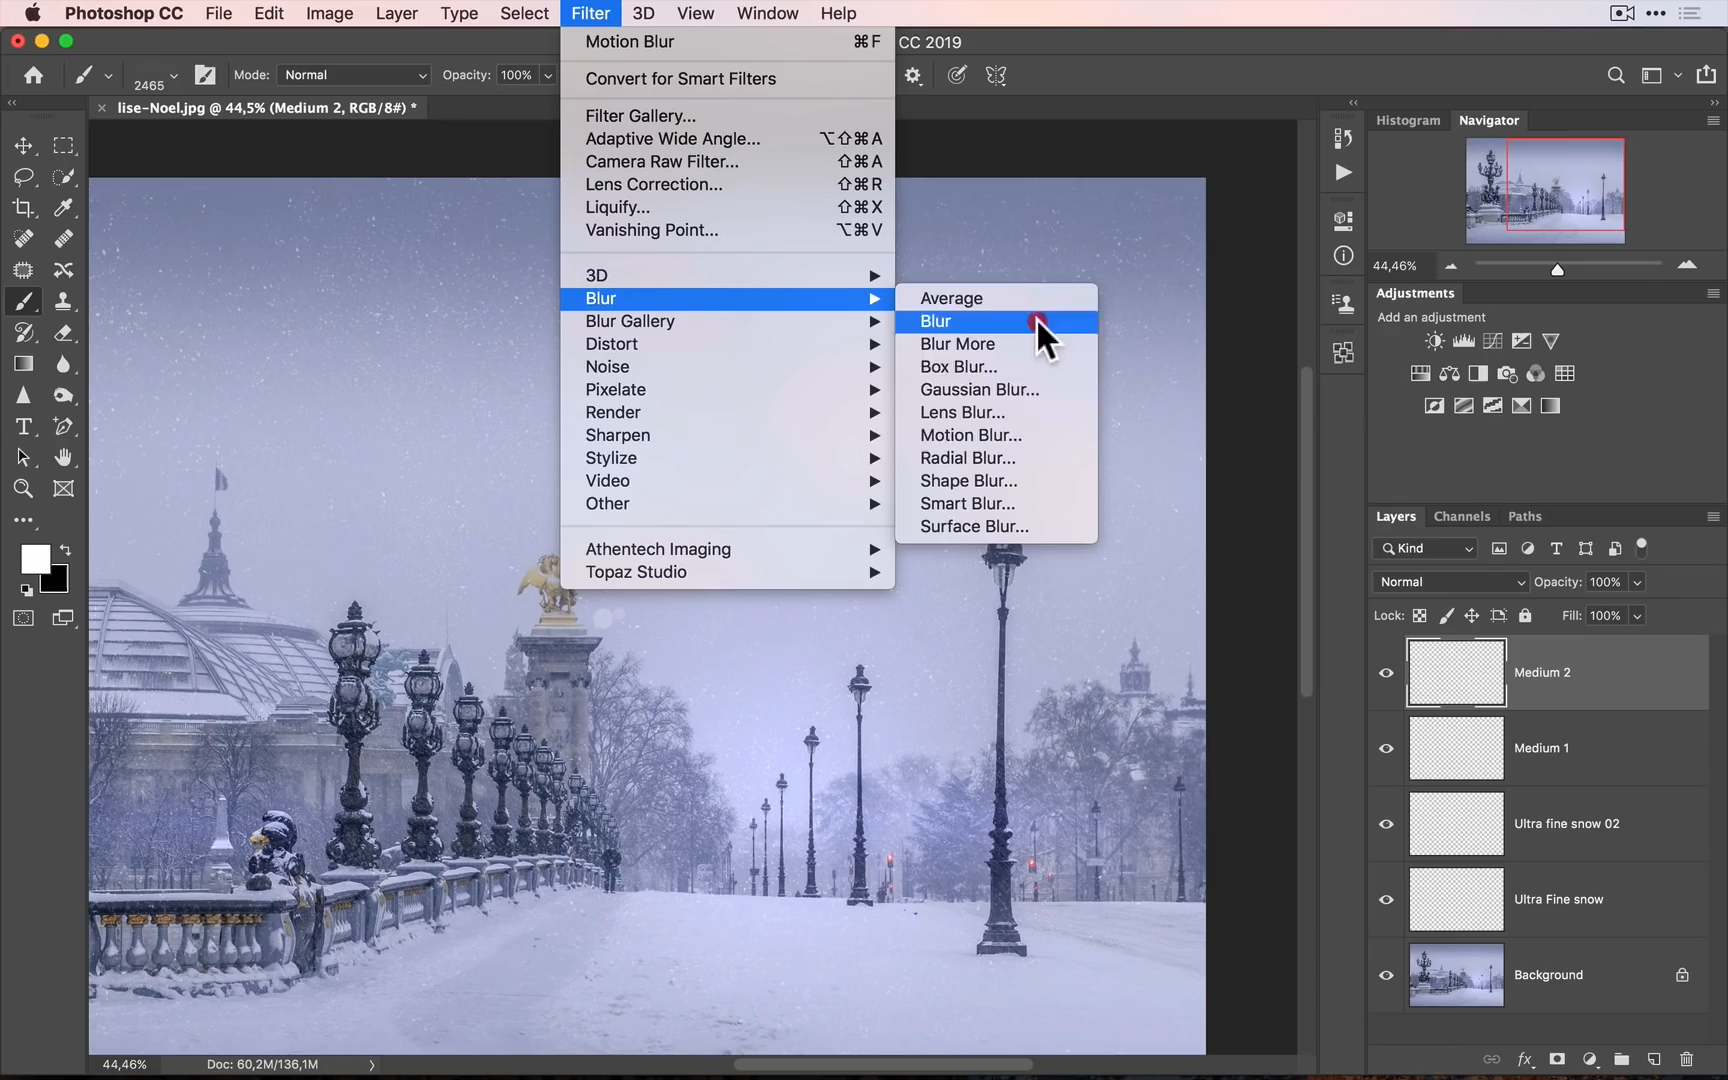 Photoshop CC File Edit Image Layer Type Select Filter 3D View Window Help
CC 2019
2465 Mode: Normal Opacity: 100%
lise-Noel.jpg @ 44,5% (Medium 2, RGB/8#) *
Motion Blur ⌘F
Convert for Smart Filters
Filter Gallery...
Adaptive Wide Angle... ⌥⇧⌘A
Camera Raw Filter... ⇧⌘A
Lens Correction... ⇧⌘R
Liquify... ⇧⌘X
Vanishing Point... ⌥⌘V
3D
Blur
Blur Gallery
Distort
Noise
Pixelate
Render
Sharpen
Stylize
Video
Other
Athentech Imaging
Topaz Studio
Average
Blur
Blur More
Box Blur...
Gaussian Blur...
Lens Blur...
Motion Blur...
Radial Blur...
Shape Blur...
Smart Blur...
Surface Blur...
Histogram Navigator
44,46%
Adjustments
Add an adjustment
Layers Channels Paths
Kind
Normal Opacity: 100%
Lock: Fill: 100%
Medium 2
Medium 1
Ultra fine snow 02
Ultra Fine snow
Background
44,46% Doc: 60,2M/136,1M